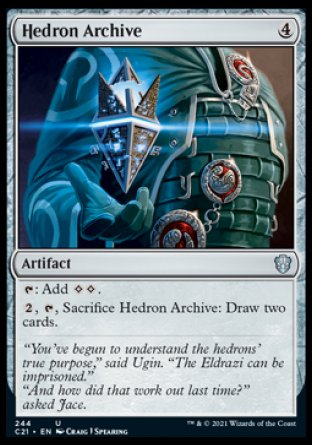 Hedron Archive 4
Artifact
: Add .
2, , Sacrifice Hedron Archive: Draw two
cards.
"You've begun to understand the hedrons'
true purpose," said Ugin. "The Eldrazi can be
imprisoned."
"And how did that work out last time?"
asked Jace.
244 U
C21 • EN Craig J Spearing ™ & © 2021 Wizards of the Coast